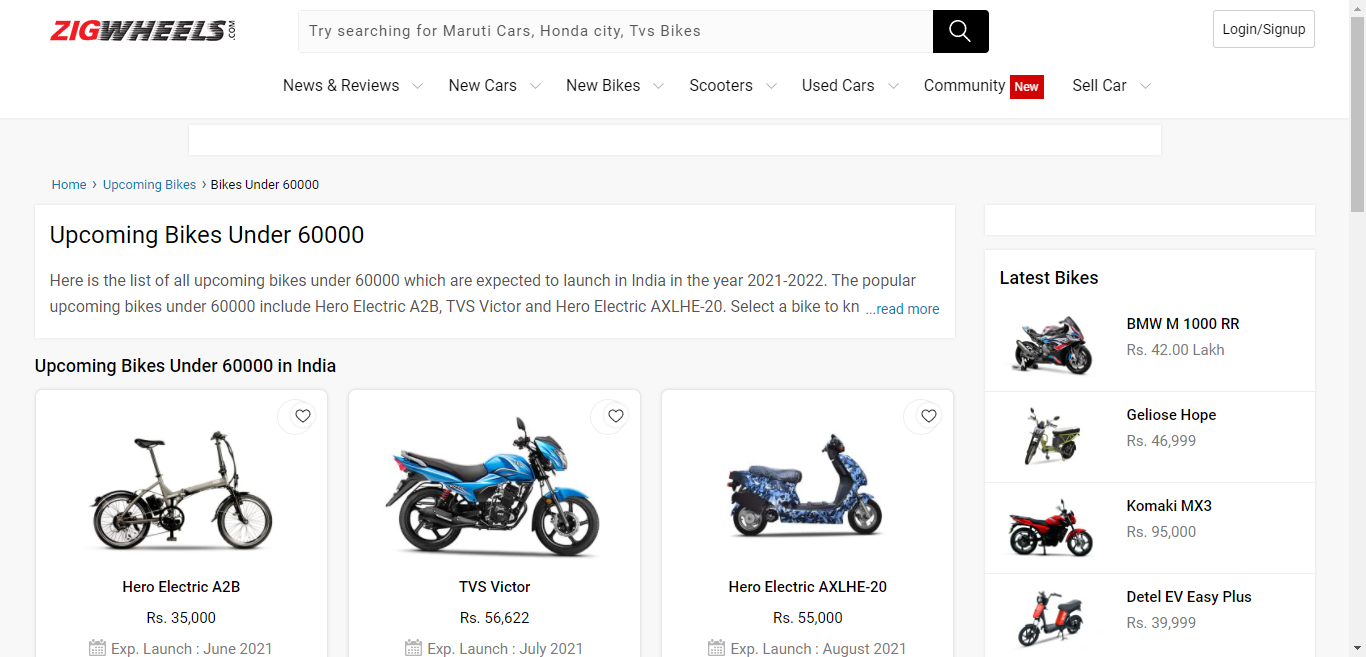 ZIGWHEELS.COM
Try searching for Maruti Cars, Honda city, Tvs Bikes
Login/Signup
News & Reviews
New Cars
New Bikes
Scooters
Used Cars
Community New
Sell Car
Home › Upcoming Bikes › Bikes Under 60000
Upcoming Bikes Under 60000
Here is the list of all upcoming bikes under 60000 which are expected to launch in India in the year 2021-2022. The popular
upcoming bikes under 60000 include Hero Electric A2B, TVS Victor and Hero Electric AXLHE-20. Select a bike to kn ...read more
Upcoming Bikes Under 60000 in India
Hero Electric A2B
Rs. 35,000
Exp. Launch : June 2021
TVS Victor
Rs. 56,622
Exp. Launch : July 2021
Hero Electric AXLHE-20
Rs. 55,000
Exp. Launch : August 2021
Latest Bikes
BMW M 1000 RR
Rs. 42.00 Lakh
Geliose Hope
Rs. 46,999
Komaki MX3
Rs. 95,000
Detel EV Easy Plus
Rs. 39,999